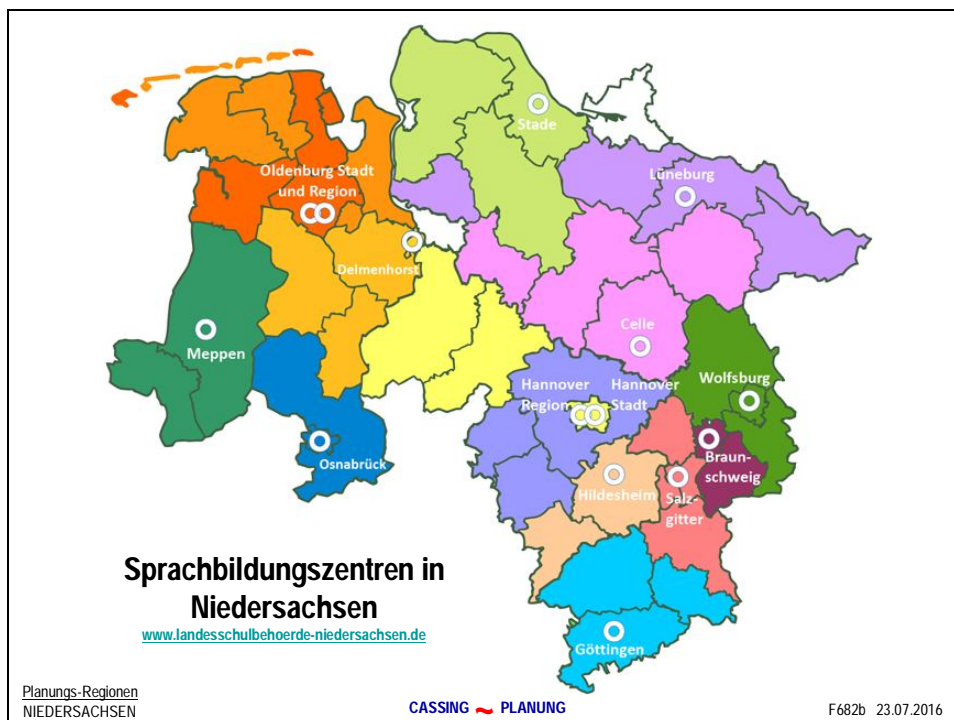 Stade
Lüneburg
Oldenburg Stadt
und Region
Delmenhorst
Celle
Meppen
Hannover
Region
Hannover
Stadt
Wolfsburg
Osnabrück
Braun-
schweig
Hildesheim
Salz-
gitter
Göttingen
Sprachbildungszentren in
Niedersachsen
www.landesschulbehoerde-niedersachsen.de
Planungs-Regionen
NIEDERSACHSEN
CASSING ~ PLANUNG
F682b 23.07.2016